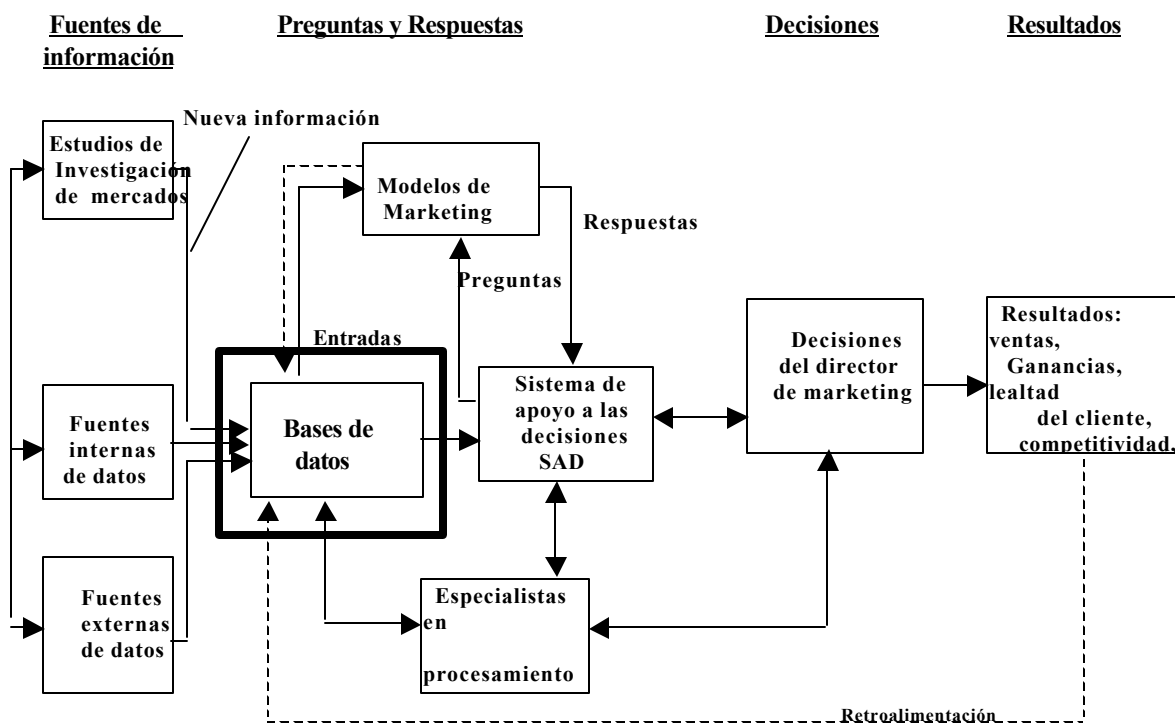 Fuentes de
información
Preguntas y Respuestas
Decisiones
Resultados
Nueva información
Estudios de
Investigación
de mercados
Modelos de
Marketing
Respuestas
Preguntas
Entradas
Fuentes
internas
de datos
Bases de
datos
Sistema de
apoyo a las
decisiones
SAD
Decisiones
del director
de marketing
Resultados:
ventas,
Ganancias,
lealtad
del cliente,
competitividad,
Fuentes
externas
de datos
Especialistas
en
procesamiento
Retroalimentación